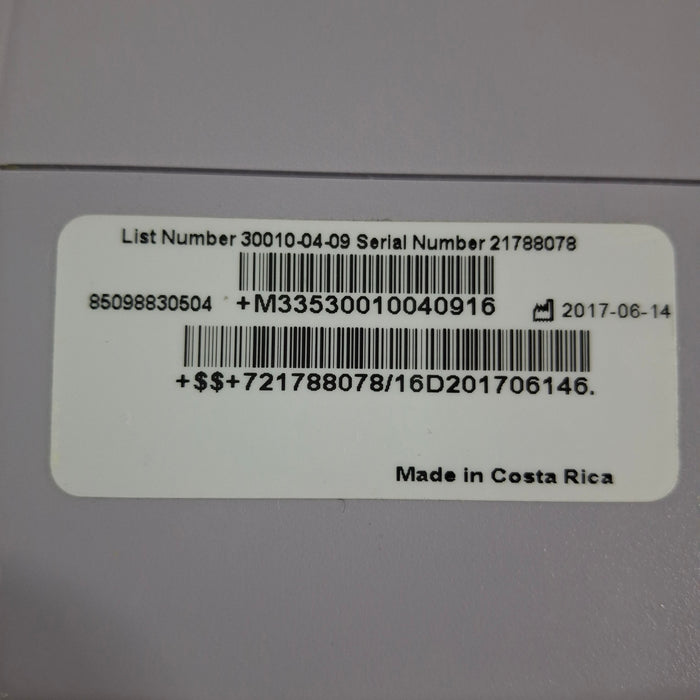 List Number 30010-04-09 Serial Number 21788078
85098830504 +M33530010040916 2017-06-14
+$$+721788078/16D201706146.
Made in Costa Rica